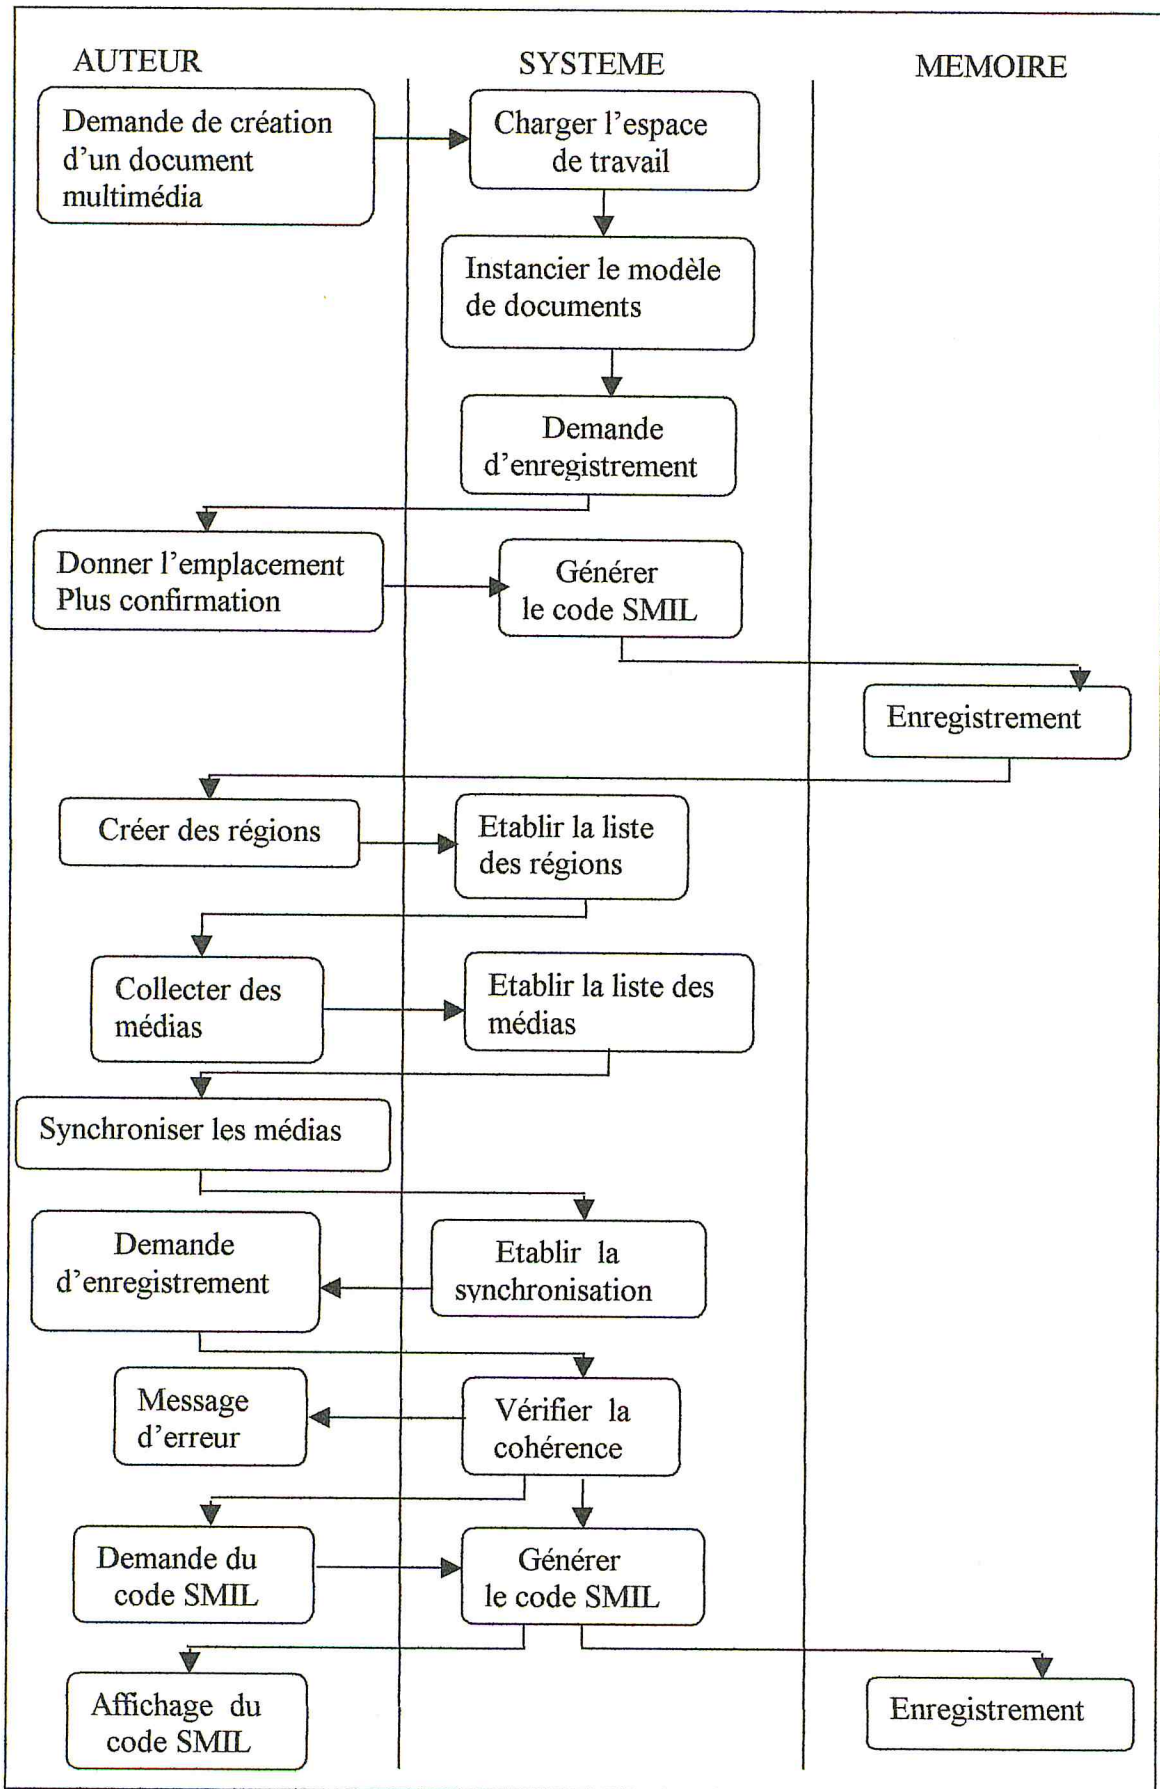 AUTEUR
SYSTEME
MEMOIRE
Demande de création
d'un document
multimédia
Charger l'espace
de travail
Instancier le modèle
de documents
Demande
d'enregistrement
Donner l'emplacement
Plus confirmation
Générer
le code SMIL
Enregistrement
Créer des régions
Etablir la liste
des régions
Collecter des
médias
Etablir la liste des
médias
Synchroniser les médias
Demande
d'enregistrement
Etablir la
synchronisation
Message
d'erreur
Vérifier la
cohérence
Demande du
code SMIL
Générer
le code SMIL
Affichage du
code SMIL
Enregistrement